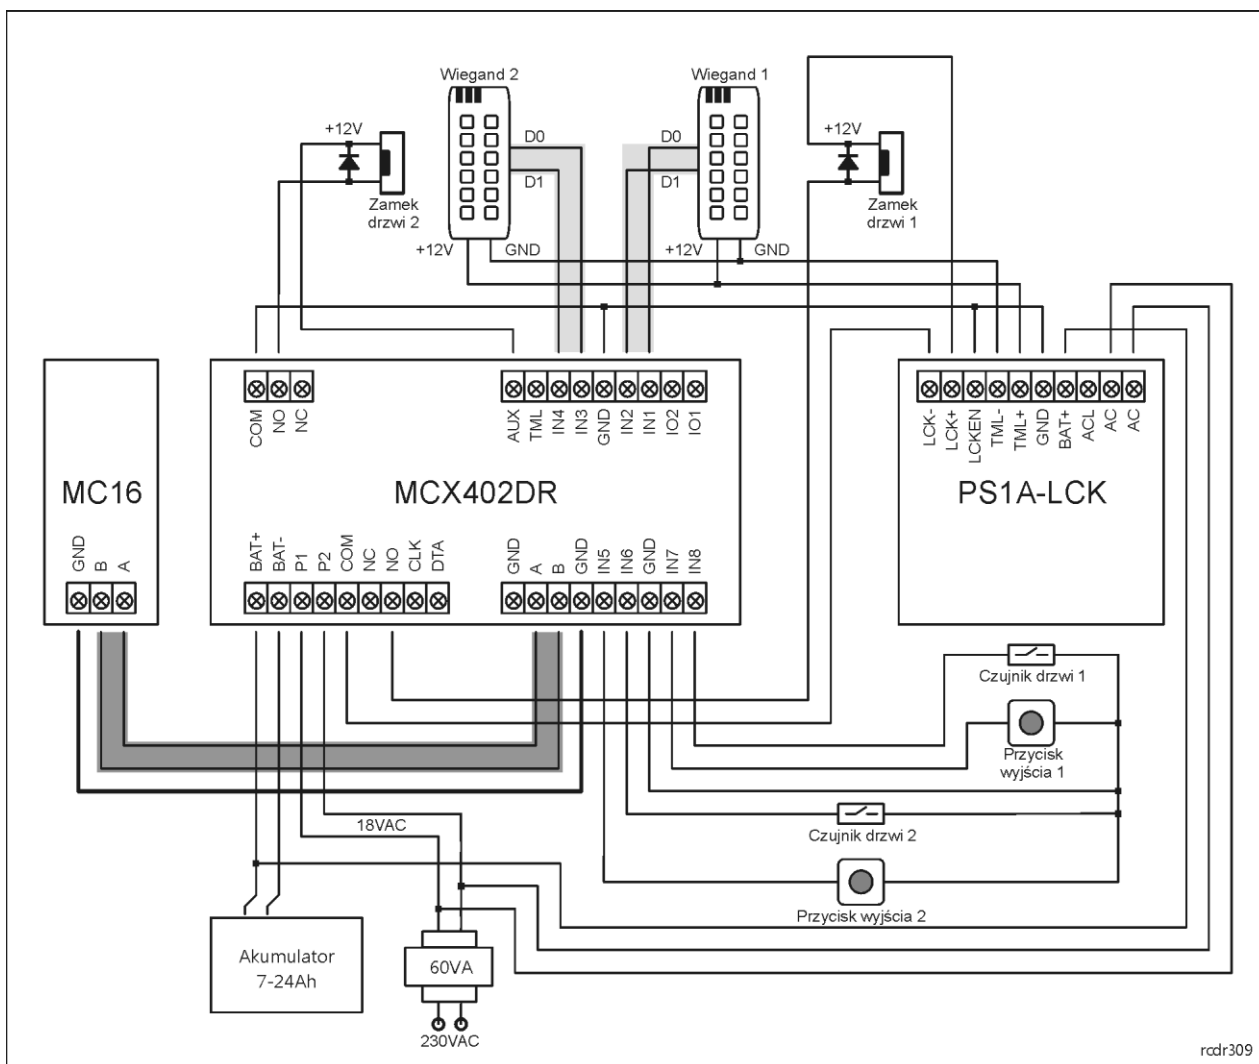 Wiegand 2
Wiegand 1
+12V
D0
D1
D0
D1
+12V
Zamek
drzwi 2
Zamek
drzwi 1
+12V
GND
+12V
GND
COM
NO
NC
AUX
TML
IN4
IN3
GND
IN2
IN1
IO2
IO1
LCK-
LCK+
LCKEN
TML-
TML+
GND
BAT+
ACL
AC
AC
MC16
MCX402DR
PS1A-LCK
GND
B
A
BAT+
BAT-
P1
P2
COM
NC
NO
CLK
DTA
GND
A
B
GND
IN5
IN6
GND
IN7
IN8
Czujnik drzwi 1
Przycisk
wyjścia 1
18VAC
Czujnik drzwi 2
Przycisk wyjścia 2
Akumulator
7-24Ah
60VA
230VAC
rcdr309